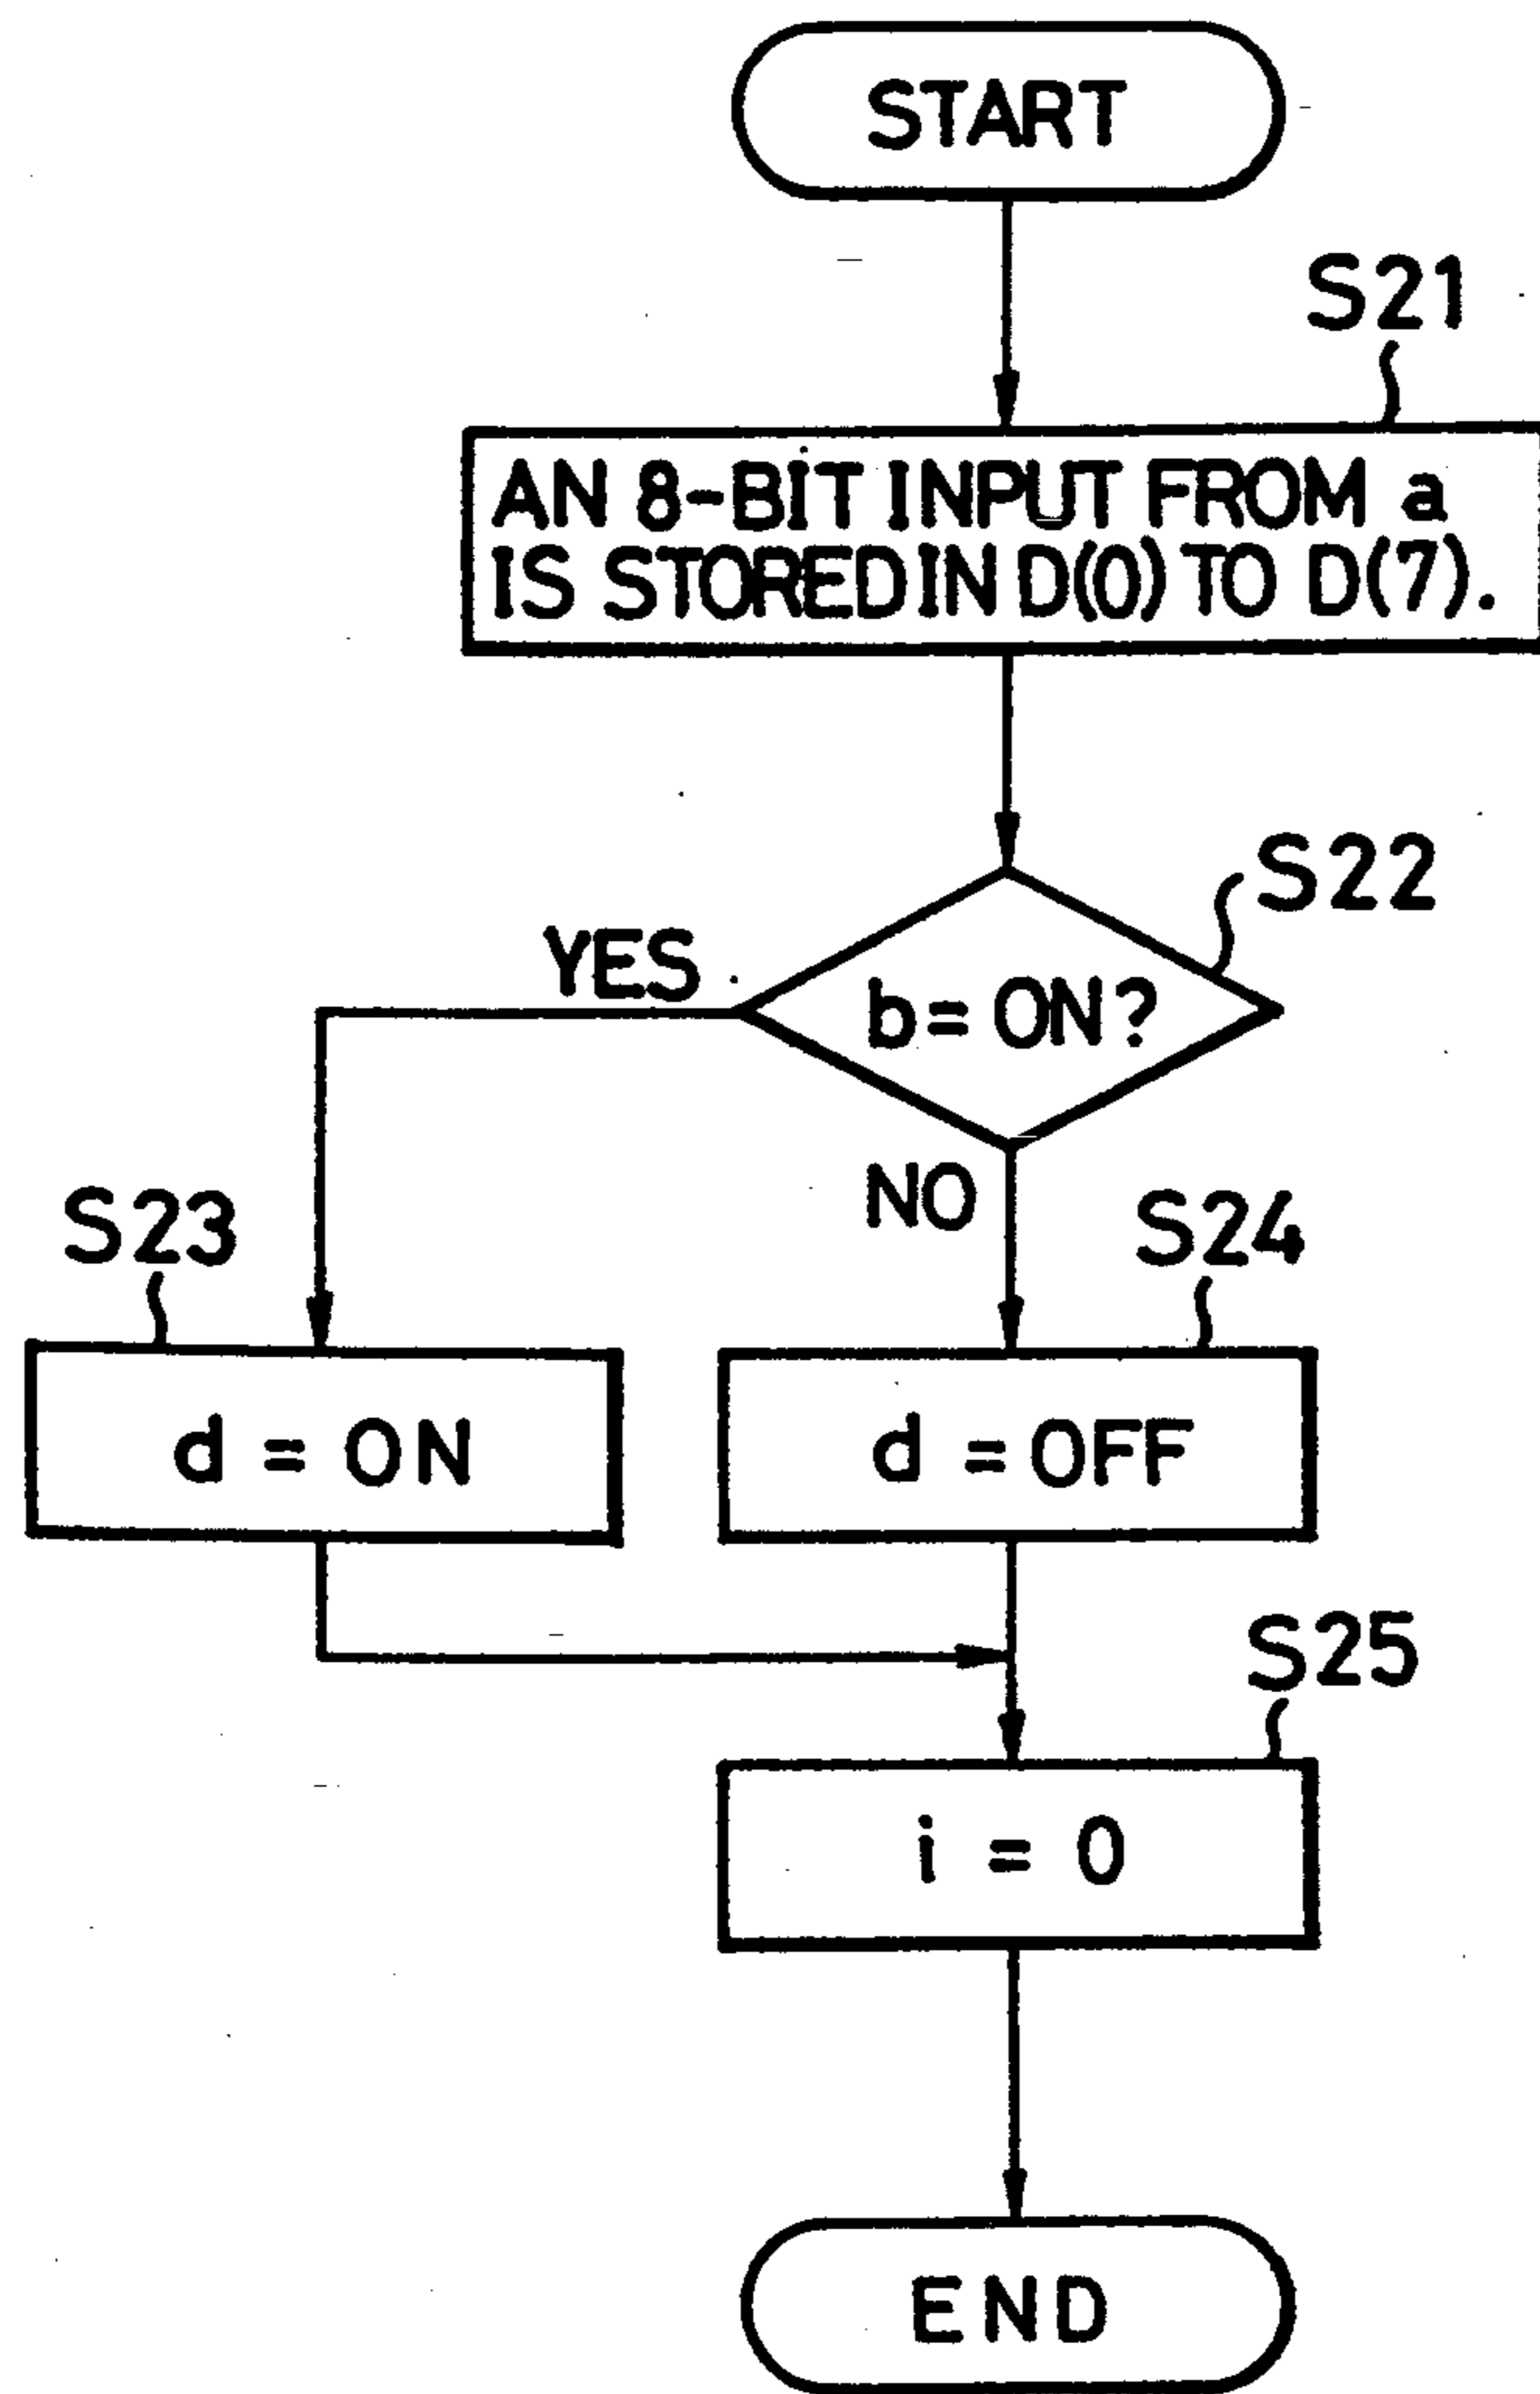 START
S21
AN 8-BIT INPUT FROM a
IS STORED IN D(0) TO D(7).
S22
YES
b=ON?
NO
S23
S24
d = ON
d = OFF
S25
i = 0
END